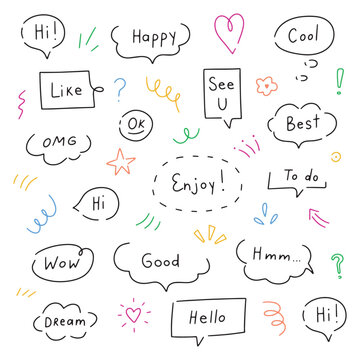 Hi!
Happy
Cool
Like
?
See
U
!
OK
Best
OMG
Enjoy!
To do
Hi
Wow
Good
Hmm...
?
Dream
Hello
Hi!